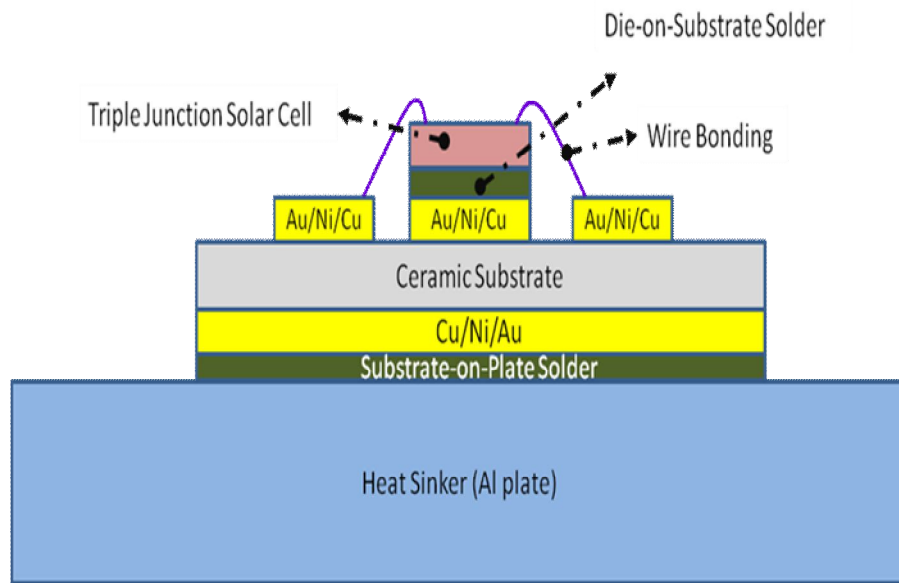 Die-on-Substrate Solder
Triple Junction Solar Cell
Wire Bonding
Au/Ni/Cu
Au/Ni/Cu
Au/Ni/Cu
Ceramic Substrate
Cu/Ni/Au
Substrate-on-Plate Solder
Heat Sinker (Al plate)